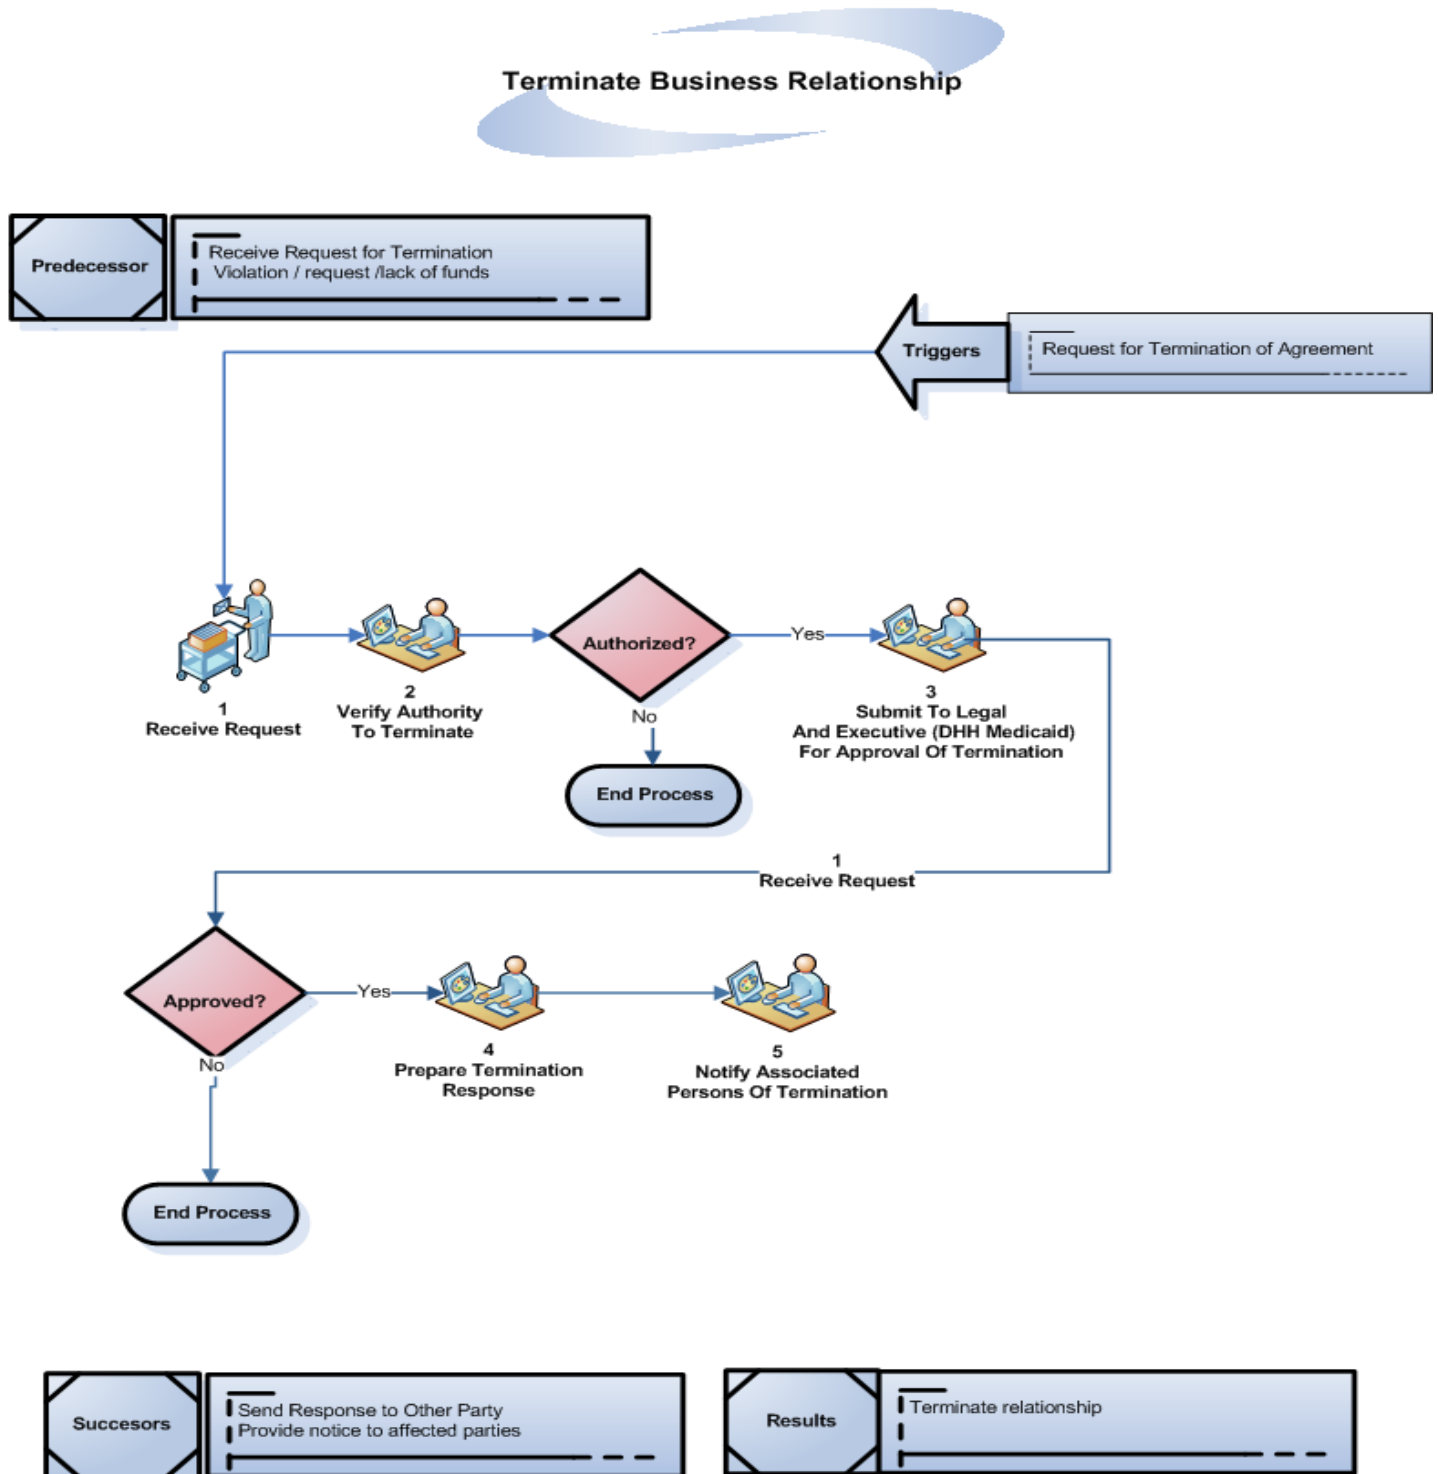 Terminate Business Relationship
Predecessor
Receive Request for Termination
Violation / request /lack of funds
Triggers
Request for Termination of Agreement
1
Receive Request
2
Verify Authority
To Terminate
Authorized?
Yes
No
End Process
3
Submit To Legal
And Executive (DHH Medicaid)
For Approval Of Termination
1
Receive Request
Approved?
Yes
No
End Process
4
Prepare Termination
Response
5
Notify Associated
Persons Of Termination
Succesors
Send Response to Other Party
Provide notice to affected parties
Results
Terminate relationship